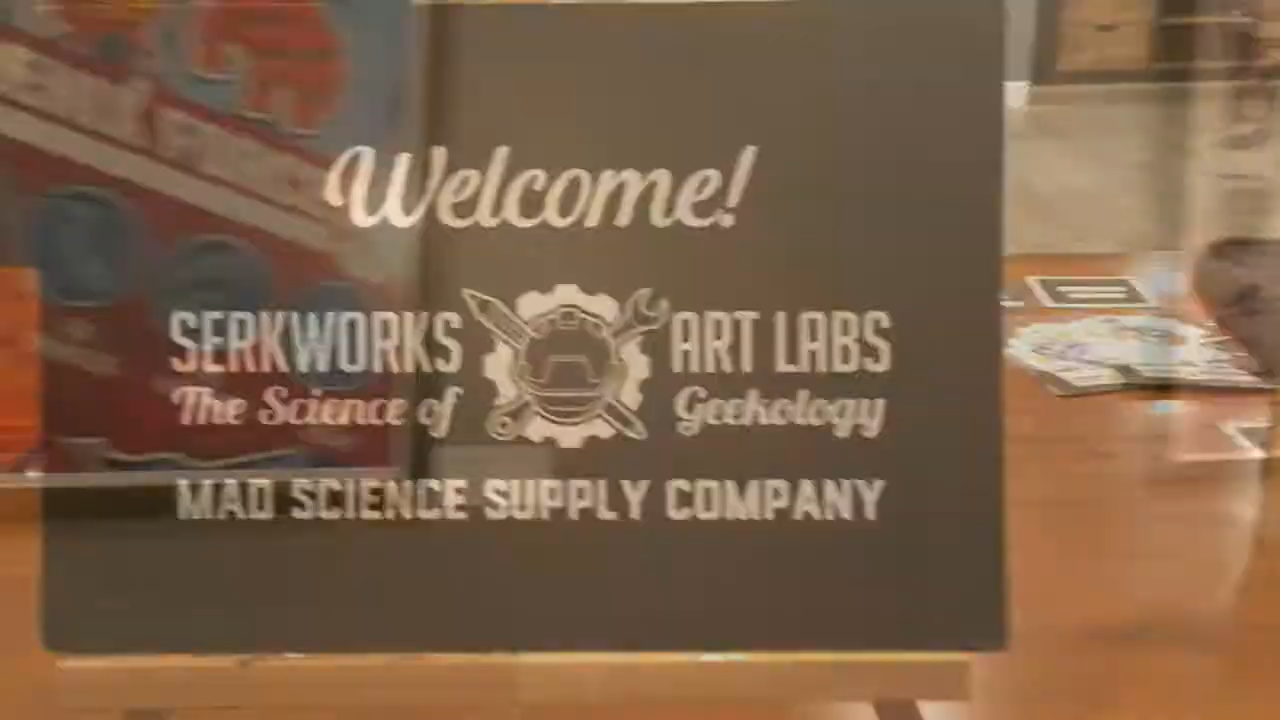 Welcome!
SERKWORKS ART LABS
The Science of Geekology
MAD SCIENCE SUPPLY COMPANY